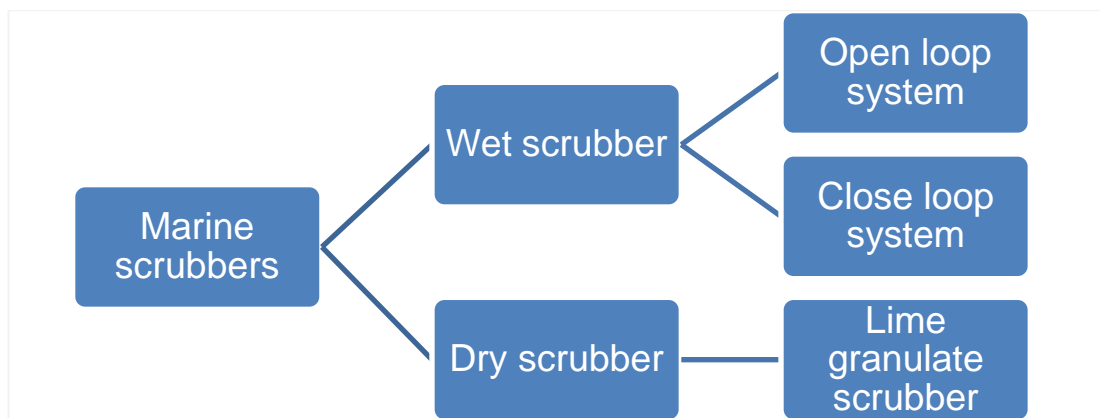 Marine
scrubbers
Wet scrubber
Open loop
system
Close loop
system
Dry scrubber
Lime
granulate
scrubber